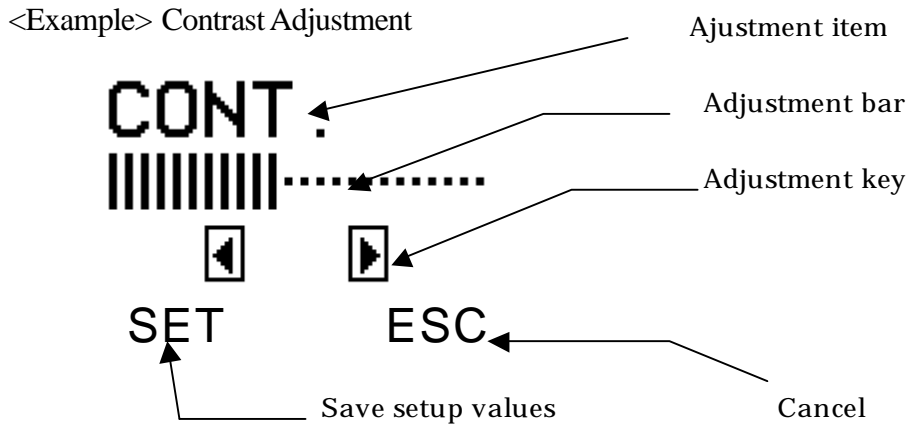 <Example> Contrast Adjustment
Ajustment item
CONT.
Adjustment bar
Adjustment key
SET ESC
Save setup values Cancel